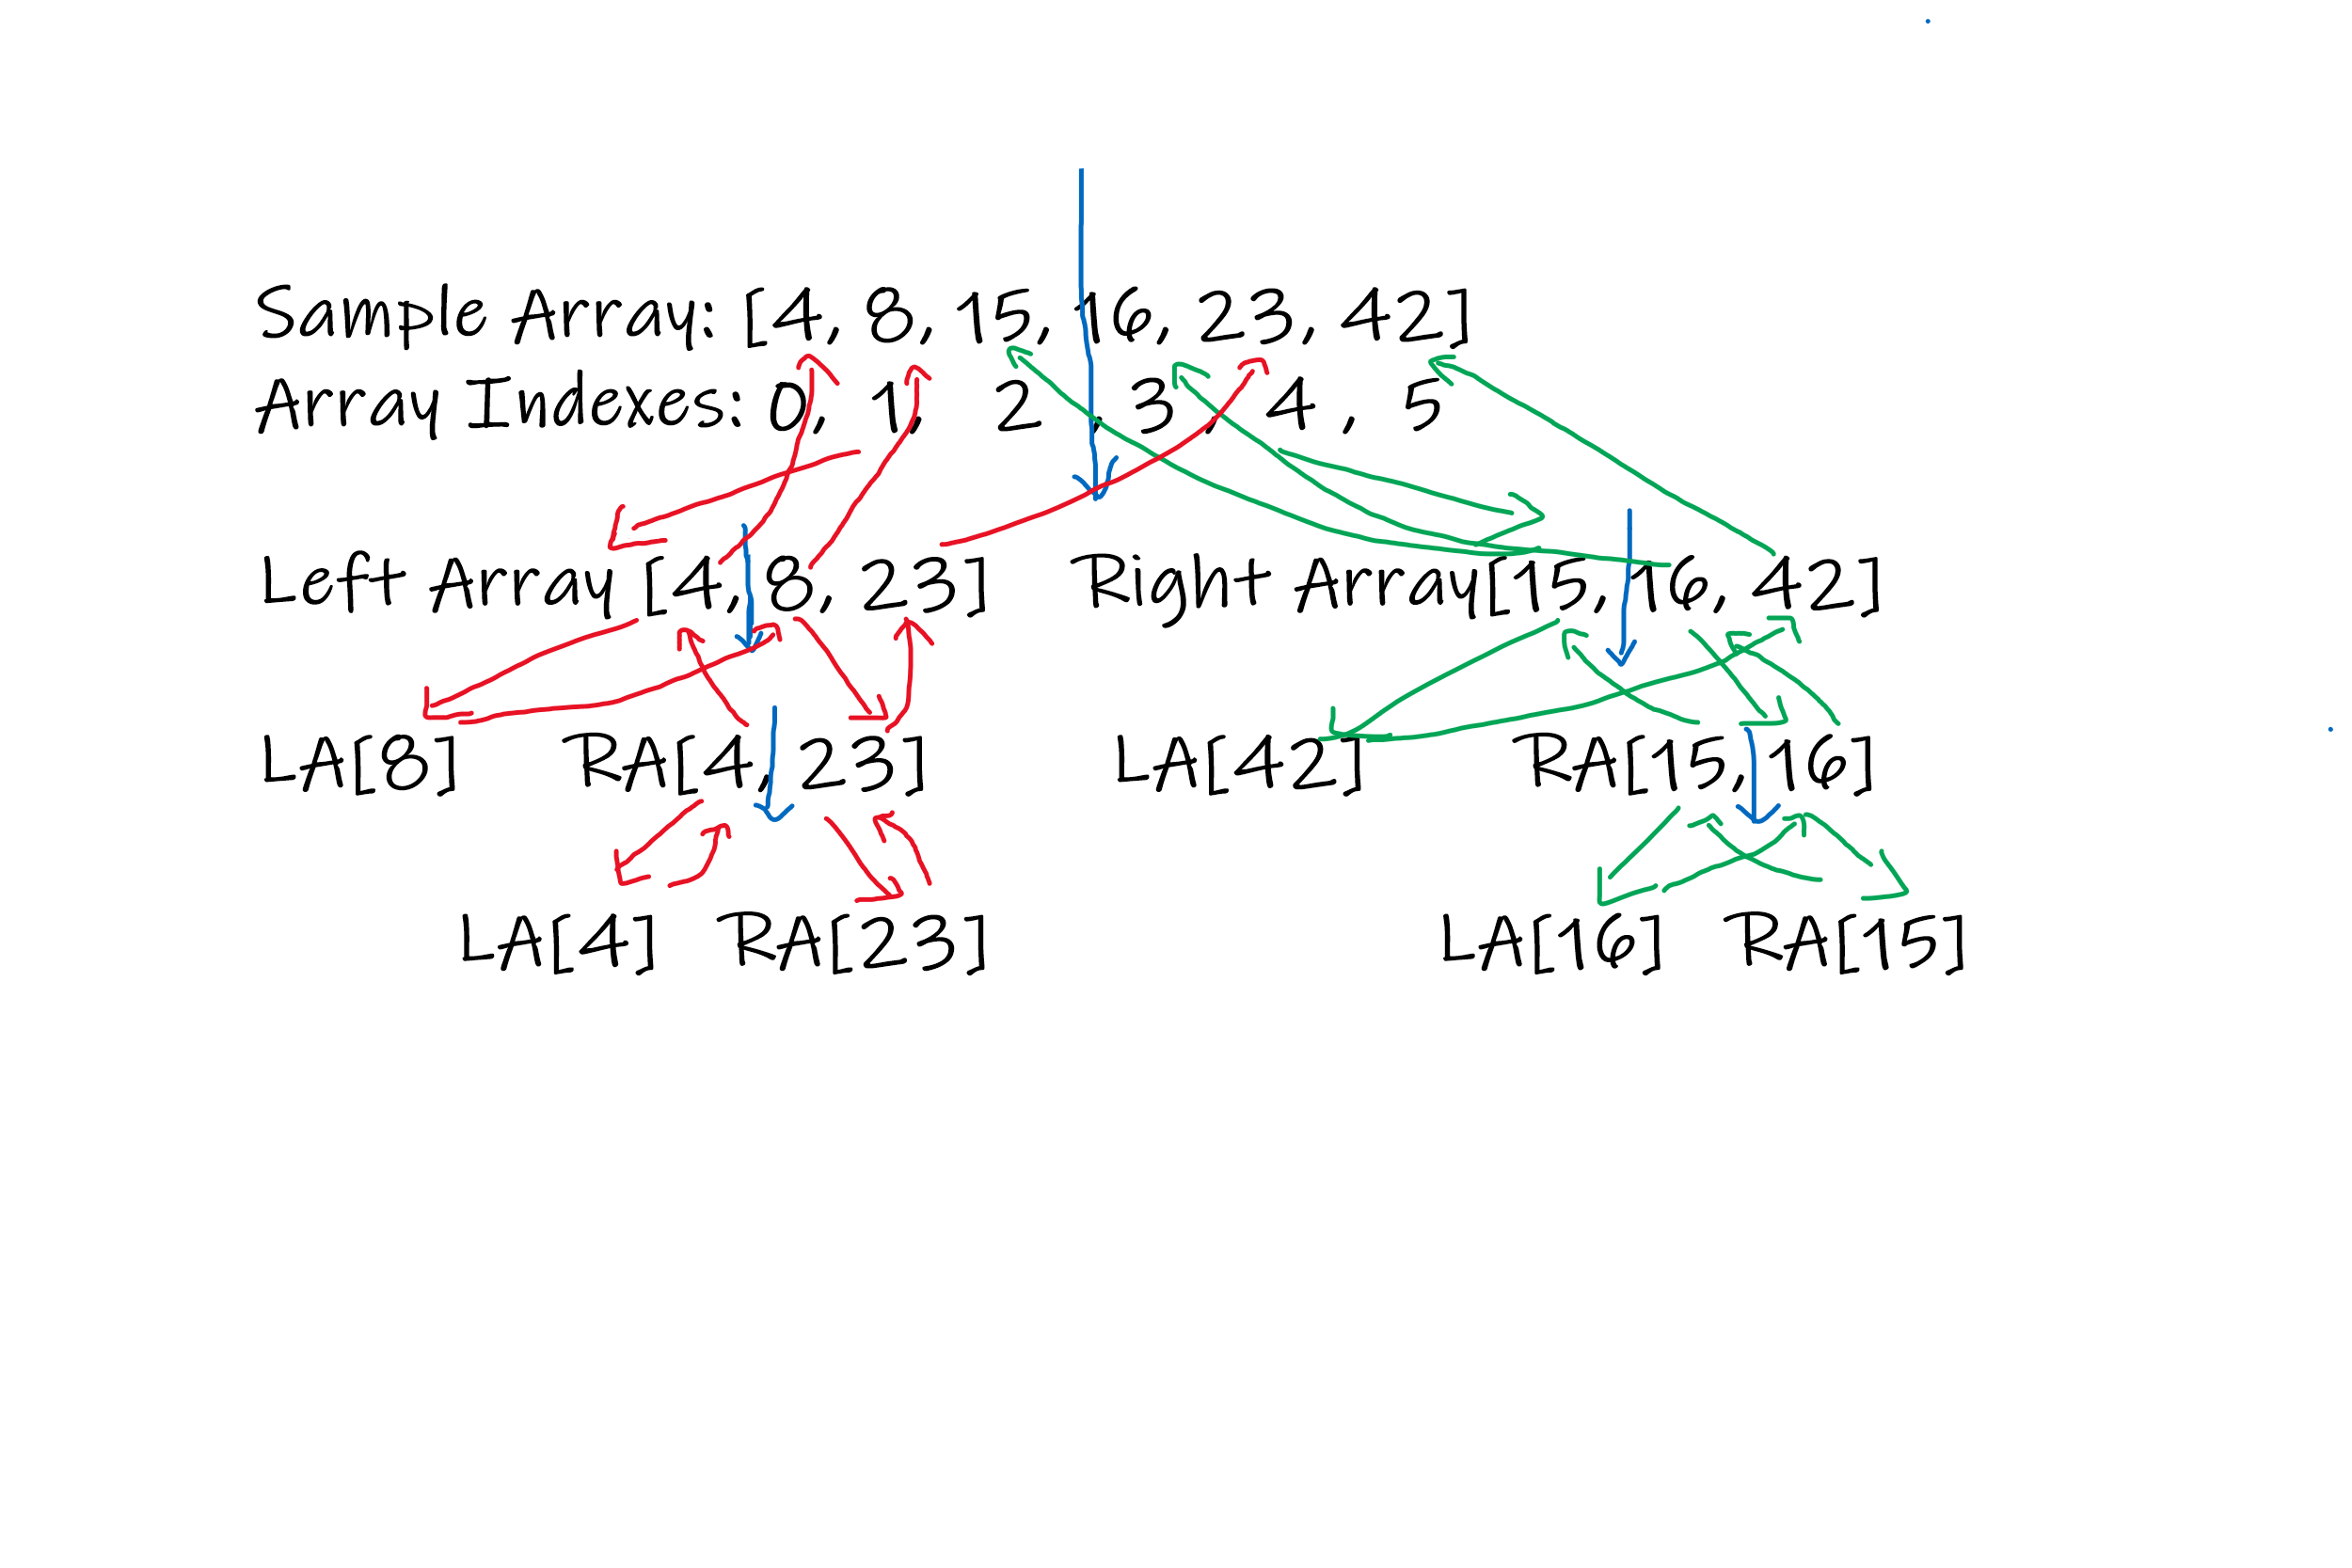 Sample Array: [4, 8, 15, 16, 23, 42]
Array Indexes: 0, 1, 2, 3, 4, 5
Left Array [4, 8, 23] Right Array[15, 16, 42]
LA[8] RA[4, 23] LA[42] RA[15, 16]
LA[4] RA[23] LA[16] RA[15]